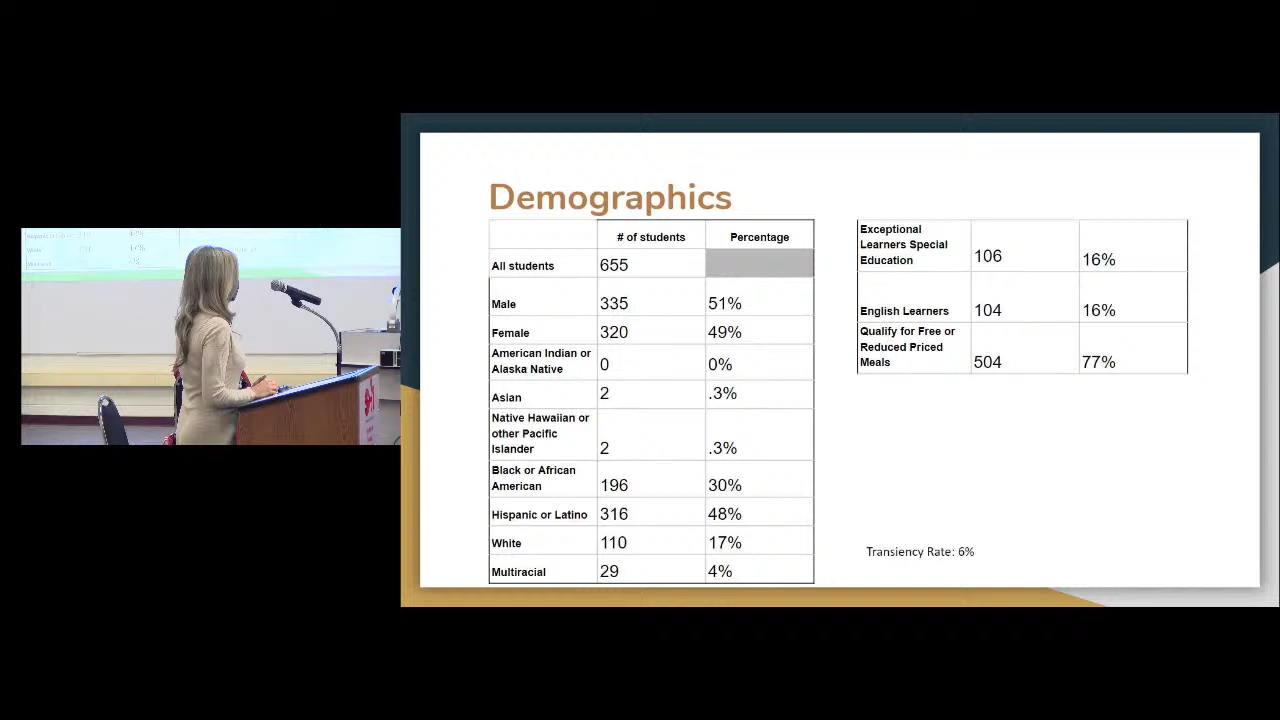 Demographics
# of students Percentage
All students 655
Male 335 51%
Female 320 49%
American Indian or
Alaska Native 0 0%
Asian 2 .3%
Native Hawaiian or
other Pacific
Islander 2 .3%
Black or African
American 196 30%
Hispanic or Latino 316 48%
White 110 17%
Multiracial 29 4%
Exceptional
Learners Special
Education 106 16%
English Learners 104 16%
Qualify for Free or
Reduced Priced
Meals 504 77%
Transiency Rate: 6%